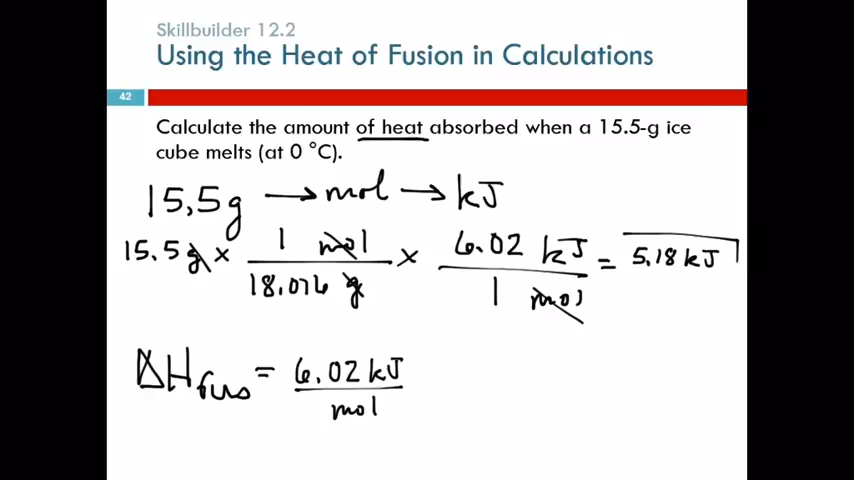 Skillbuilder 12.2
Using the Heat of Fusion in Calculations
42
Calculate the amount of heat absorbed when a 15.5-g ice
cube melts (at 0 °C).
15.5g → mol → kJ
15.5 g × 1 mol / 18.016 g × 6.02 kJ / 1 mol = 5.18 kJ
ΔHfus = 6.02 kJ / mol